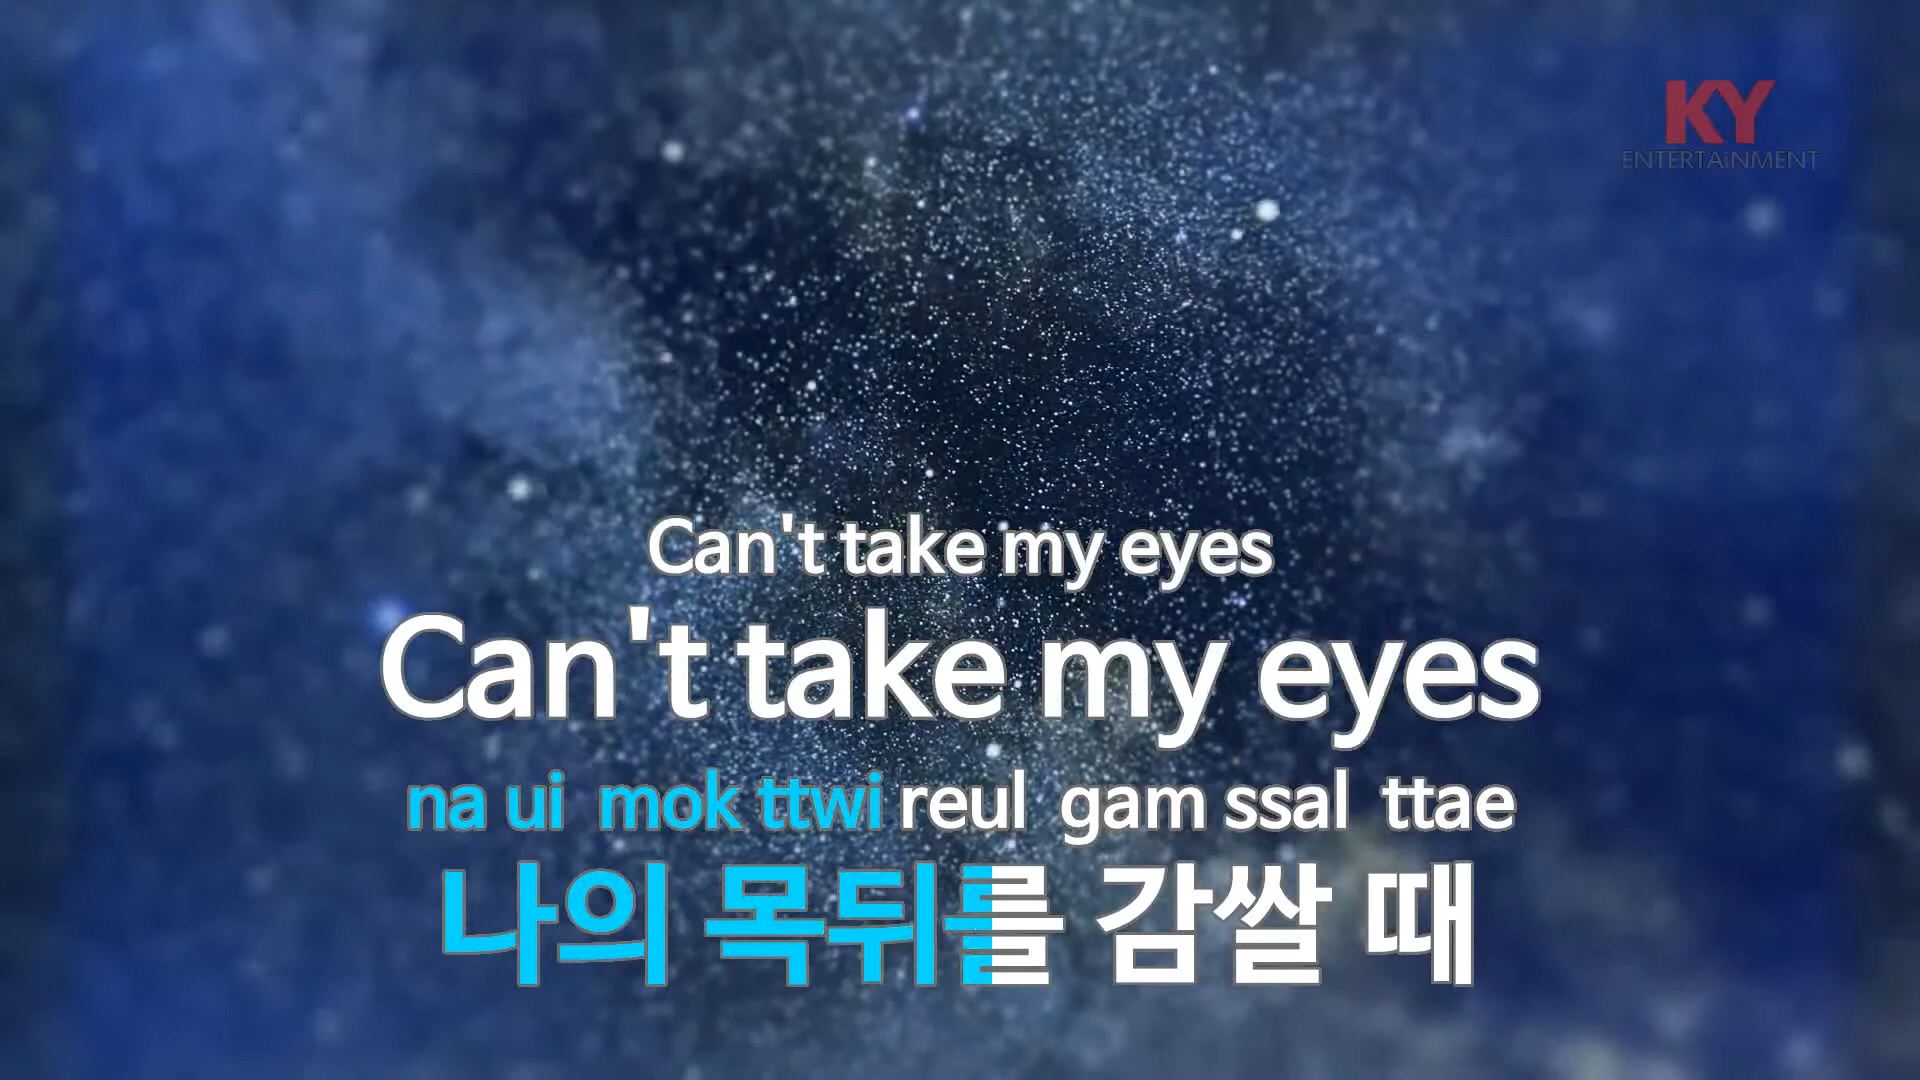 KY
ENTERTAiNMENT
Can't take my eyes
Can't take my eyes
na ui mok ttwi reul gam ssal ttae
나의 목뒤를 감쌀 때